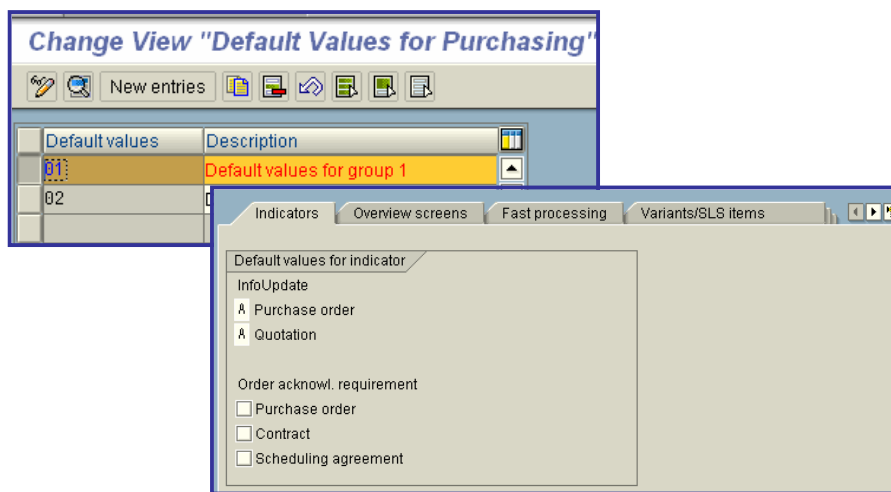 Change View "Default Values for Purchasing"
New entries
Default values Description
01 Default values for group 1
02
Indicators Overview screens Fast processing Variants/SLS items
Default values for indicator
InfoUpdate
A Purchase order
A Quotation
Order acknowl. requirement
Purchase order
Contract
Scheduling agreement